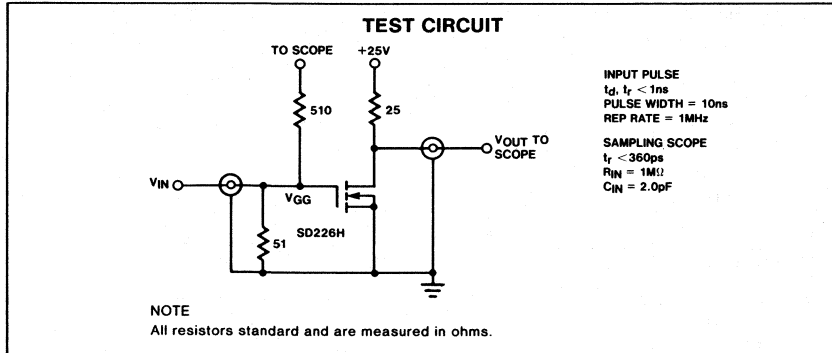 TEST CIRCUIT
TO SCOPE
+25V
510
25
VOUT TO
SCOPE
VIN
VGG
51
SD226H
INPUT PULSE
td, tr <1ns
PULSE WIDTH = 10ns
REP RATE = 1MHz
SAMPLING SCOPE
tr <360ps
RIN = 1MΩ
CIN = 2.0pF
NOTE
All resistors standard and are measured in ohms.